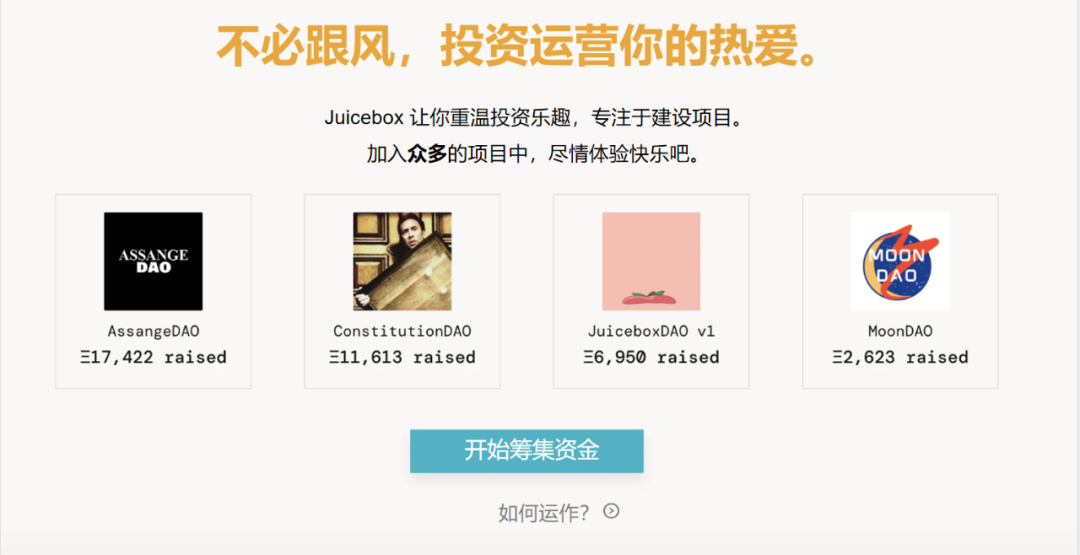 不必跟风，投资运营你的热爱。
Juicebox 让你重温投资乐趣，专注于建设项目。
加入众多的项目中，尽情体验快乐吧。
ASSANGE
DAO
AssangeDAO
Ξ17,422 raised
ConstitutionDAO
Ξ11,613 raised
JuiceboxDAO v1
Ξ6,950 raised
MOON
DAO
MoonDAO
Ξ2,623 raised
开始筹集资金
如何运作？